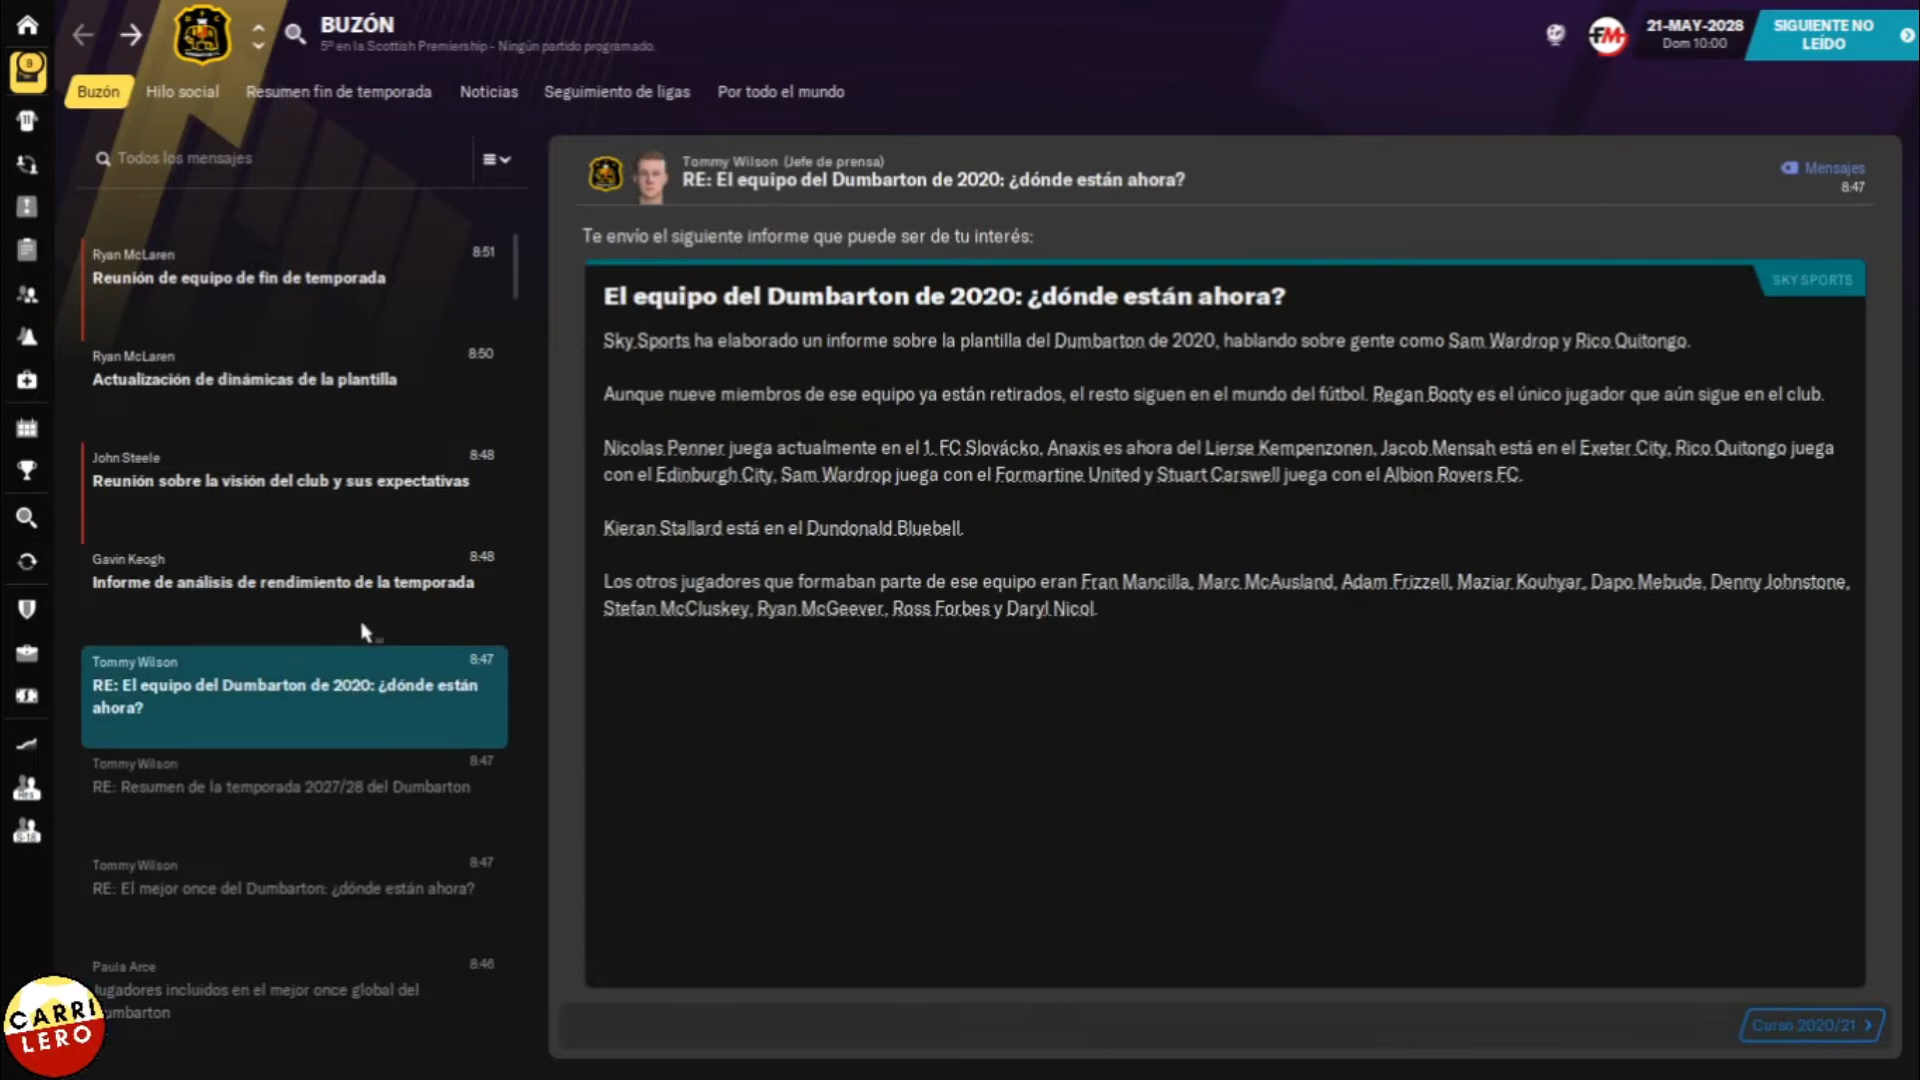 BUZÓN
5º en la Scottish Premiership - Ningún partido programado.
FM
21-MAY-2028
Dom 10:00
SIGUIENTE NO
LEÍDO
9
Buzón
Hilo social
Resumen fin de temporada
Noticias
Seguimiento de ligas
Por todo el mundo
Todos los mensajes
Ryan McLaren
8:51
Reunión de equipo de fin de temporada
Ryan McLaren
8:50
Actualización de dinámicas de la plantilla
John Steele
8:48
Reunión sobre la visión del club y sus expectativas
Gavin Keogh
8:48
Informe de análisis de rendimiento de la temporada
Tommy Wilson
8:47
RE: El equipo del Dumbarton de 2020: ¿dónde están
ahora?
Tommy Wilson
8:47
RE: Resumen de la temporada 2027/28 del Dumbarton
Tommy Wilson
8:47
RE: El mejor once del Dumbarton: ¿dónde están ahora?
Paula Arce
8:46
Jugadores incluidos en el mejor once global del
umbarton
CARRI
LERO
Tommy Wilson (Jefe de prensa)
RE: El equipo del Dumbarton de 2020: ¿dónde están ahora?
Mensajes
8:47
Te envío el siguiente informe que puede ser de tu interés:
SKY SPORTS
El equipo del Dumbarton de 2020: ¿dónde están ahora?
Sky Sports ha elaborado un informe sobre la plantilla del Dumbarton de 2020, hablando sobre gente como Sam Wardrop y Rico Quitongo.
Aunque nueve miembros de ese equipo ya están retirados, el resto siguen en el mundo del fútbol. Regan Booty es el único jugador que aún sigue en el club.
Nicolas Penner juega actualmente en el 1. FC Slovácko, Anaxis es ahora del Lierse Kempenzonen, Jacob Mensah está en el Exeter City, Rico Quitongo juega
con el Edinburgh City, Sam Wardrop juega con el Formartine United y Stuart Carswell juega con el Albion Rovers FC.
Kieran Stallard está en el Dundonald Bluebell.
Los otros jugadores que formaban parte de ese equipo eran Fran Mancilla, Marc McAusland, Adam Frizzell, Maziar Kouhyar, Dapo Mebude, Denny Johnstone,
Stefan McCluskey, Ryan McGeever, Ross Forbes y Daryl Nicol.
Curso 2020/21